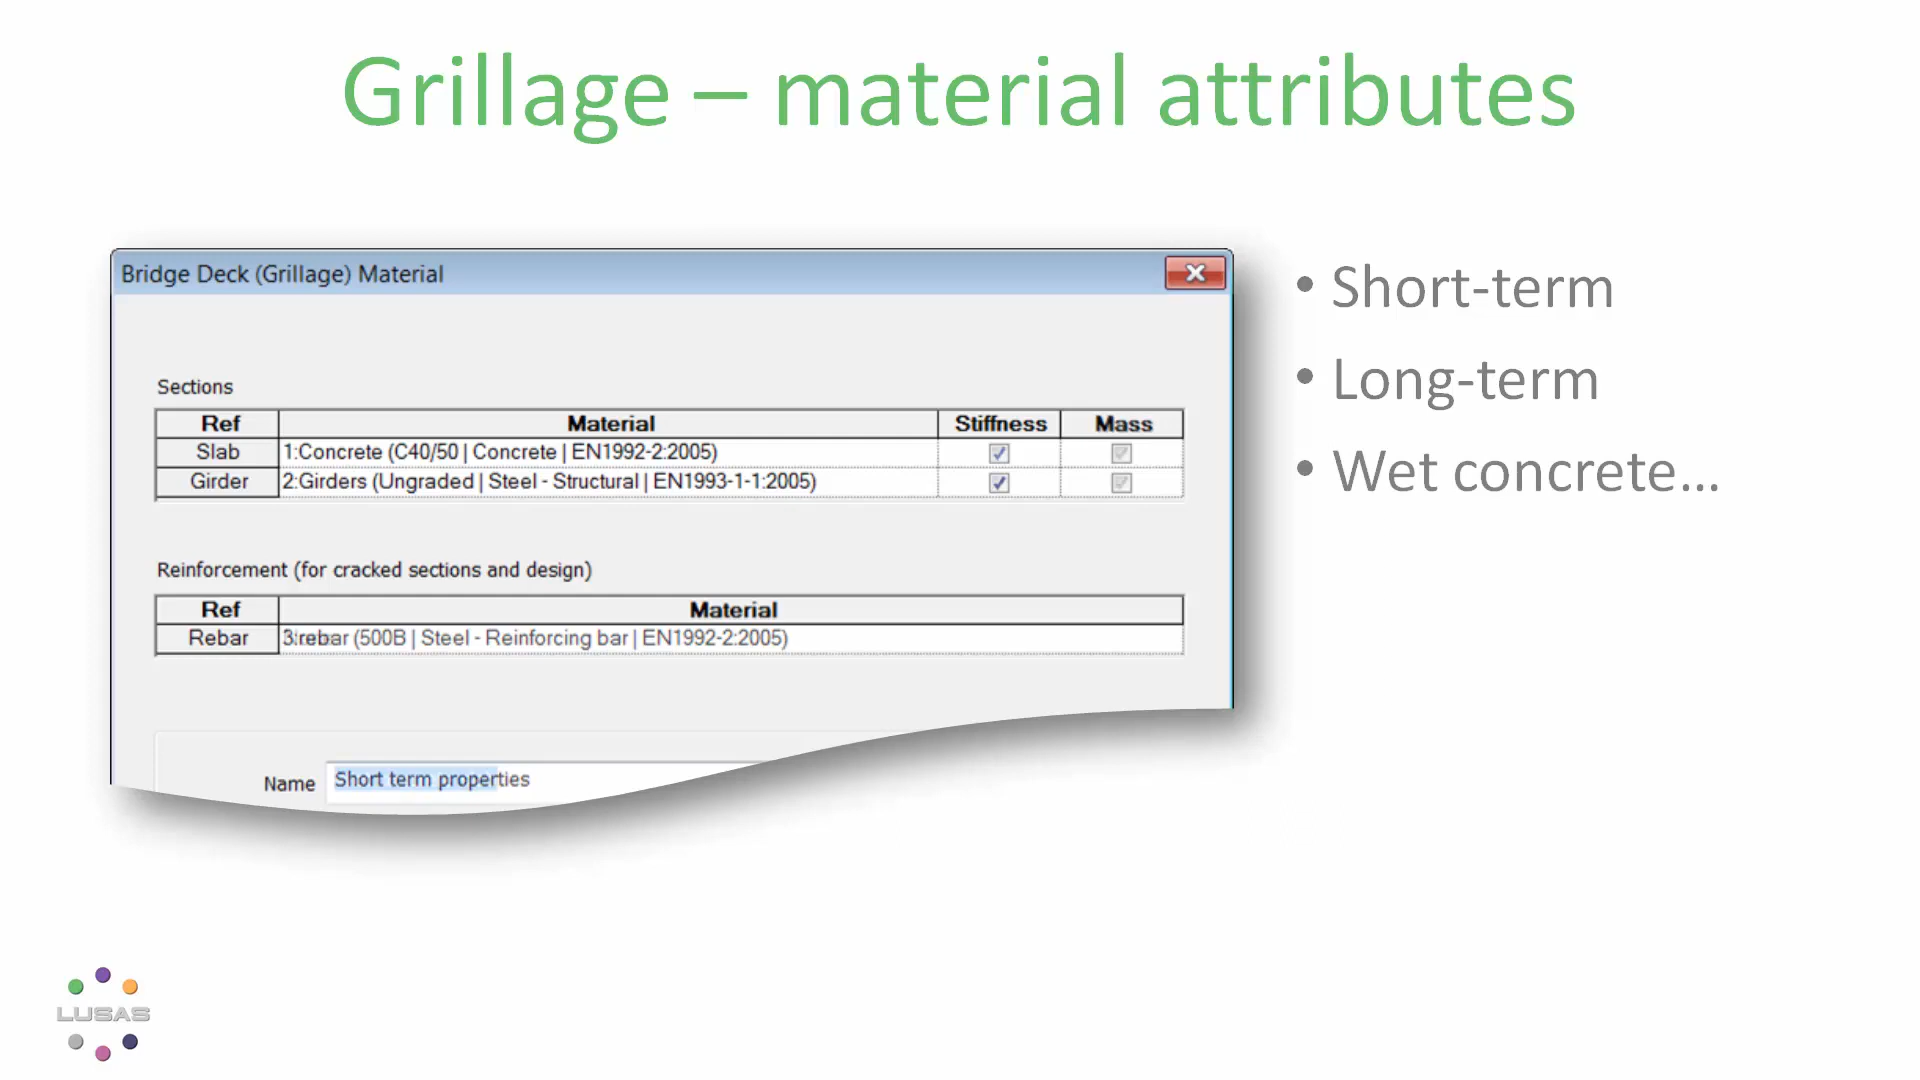 Grillage – material attributes
Bridge Deck (Grillage) Material
Sections
Ref Material Stiffness Mass
Slab 1:Concrete (C40/50 | Concrete | EN1992-2:2005)
Girder 2:Girders (Ungraded | Steel - Structural | EN1993-1-1:2005)
Reinforcement (for cracked sections and design)
Ref Material
Rebar 3:rebar (500B | Steel - Reinforcing bar | EN1992-2:2005)
Name Short term properties
• Short-term
• Long-term
• Wet concrete...
LUSAS